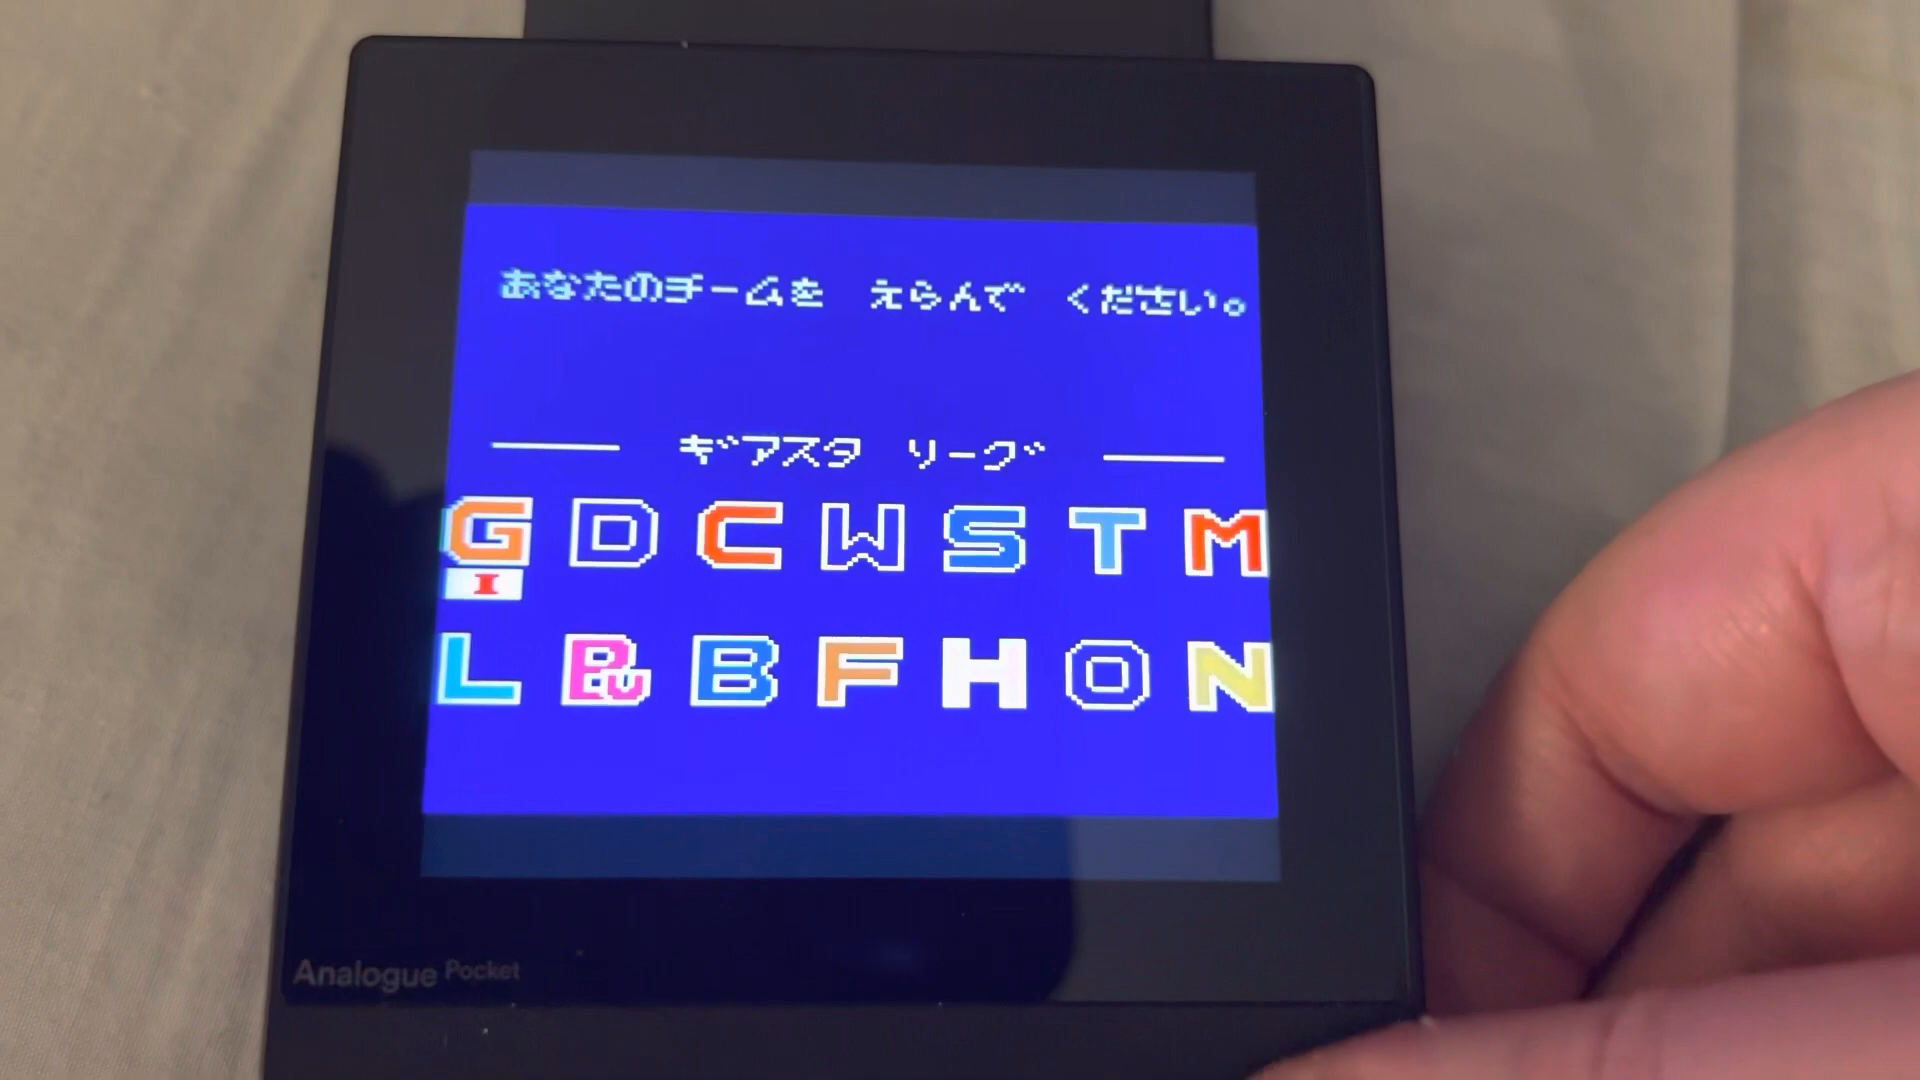 あなたのチームを えらんで ください。
ギアスタ リーグ
G D C W S T M
I
L Bu B F H O N
Analogue Pocket